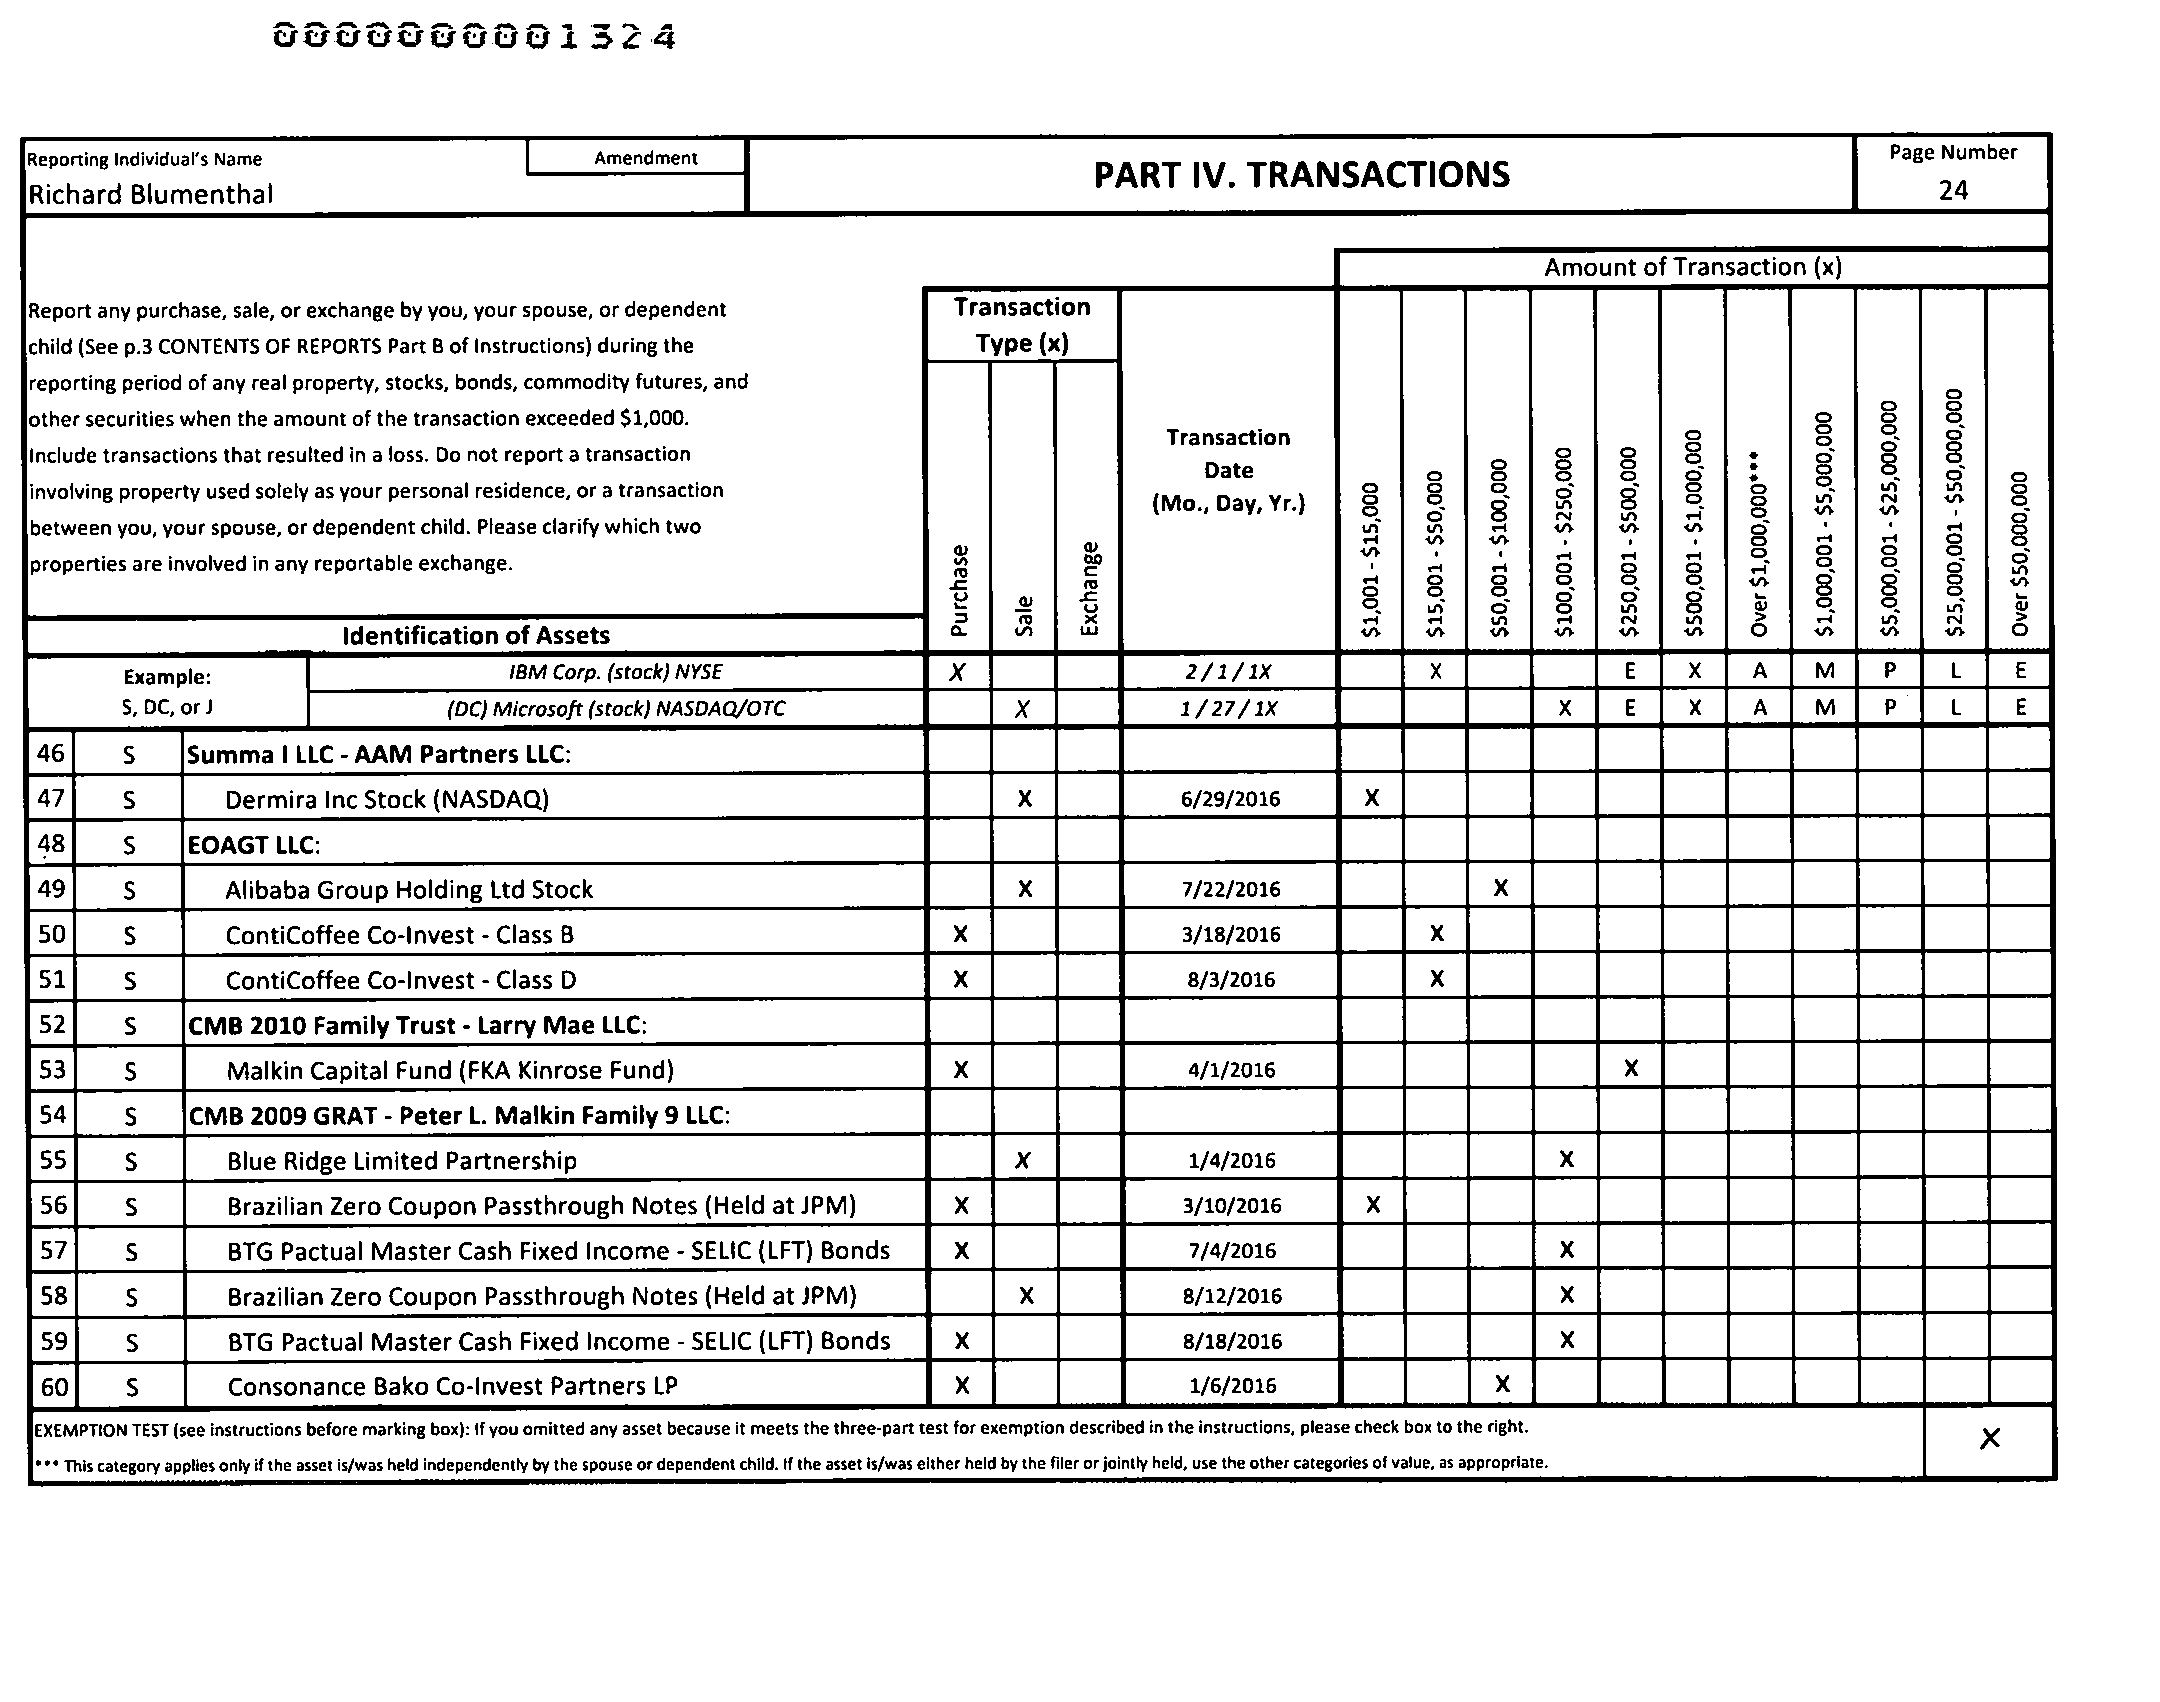 0000000001324
Reporting Individual's Name
Amendment
Richard Blumenthal
PART IV. TRANSACTIONS
Page Number
24
Amount of Transaction (x)
Report any purchase, sale, or exchange by you, your spouse, or dependent
child (See p.3 CONTENTS OF REPORTS Part B of Instructions) during the
reporting period of any real property, stocks, bonds, commodity futures, and
other securities when the amount of the transaction exceeded $1,000.
Include transactions that resulted in a loss. Do not report a transaction
involving property used solely as your personal residence, or a transaction
between you, your spouse, or dependent child. Please clarify which two
properties are involved in any reportable exchange.
Transaction
Type (x)
Purchase
Sale
Exchange
Transaction
Date
(Mo., Day, Yr.)
$1,001 - $15,000
$15,001 - $50,000
$50,001 - $100,000
$100,001 - $250,000
$250,001 - $500,000
$500,001 - $1,000,000
Over $1,000,000***
$1,000,001 - $5,000,000
$5,000,001 - $25,000,000
$25,000,001 - $50,000,000
Over $50,000,000
Identification of Assets
Example:
S, DC, or J
IBM Corp. (stock) NYSE X 2 / 1 / 1X X E X A M P L E
(DC) Microsoft (stock) NASDAQ/OTC X 1 / 27 / 1X X E X A M P L E
46 S Summa I LLC - AAM Partners LLC:
47 S Dermira Inc Stock (NASDAQ) X 6/29/2016 X
48 S EOAGT LLC:
49 S Alibaba Group Holding Ltd Stock X 7/22/2016 X
50 S ContiCoffee Co-Invest - Class B X 3/18/2016 X
51 S ContiCoffee Co-Invest - Class D X 8/3/2016 X
52 S CMB 2010 Family Trust - Larry Mae LLC:
53 S Malkin Capital Fund (FKA Kinrose Fund) X 4/1/2016 X
54 S CMB 2009 GRAT - Peter L. Malkin Family 9 LLC:
55 S Blue Ridge Limited Partnership X 1/4/2016 X
56 S Brazilian Zero Coupon Passthrough Notes (Held at JPM) X 3/10/2016 X
57 S BTG Pactual Master Cash Fixed Income - SELIC (LFT) Bonds X 7/4/2016 X
58 S Brazilian Zero Coupon Passthrough Notes (Held at JPM) X 8/12/2016 X
59 S BTG Pactual Master Cash Fixed Income - SELIC (LFT) Bonds X 8/18/2016 X
60 S Consonance Bako Co-Invest Partners LP X 1/6/2016 X
EXEMPTION TEST (see instructions before marking box): If you omitted any asset because it meets the three-part test for exemption described in the instructions, please check box to the right.
X
*** This category applies only if the asset is/was held independently by the spouse or dependent child. If the asset is/was either held by the filer or jointly held, use the other categories of value, as appropriate.